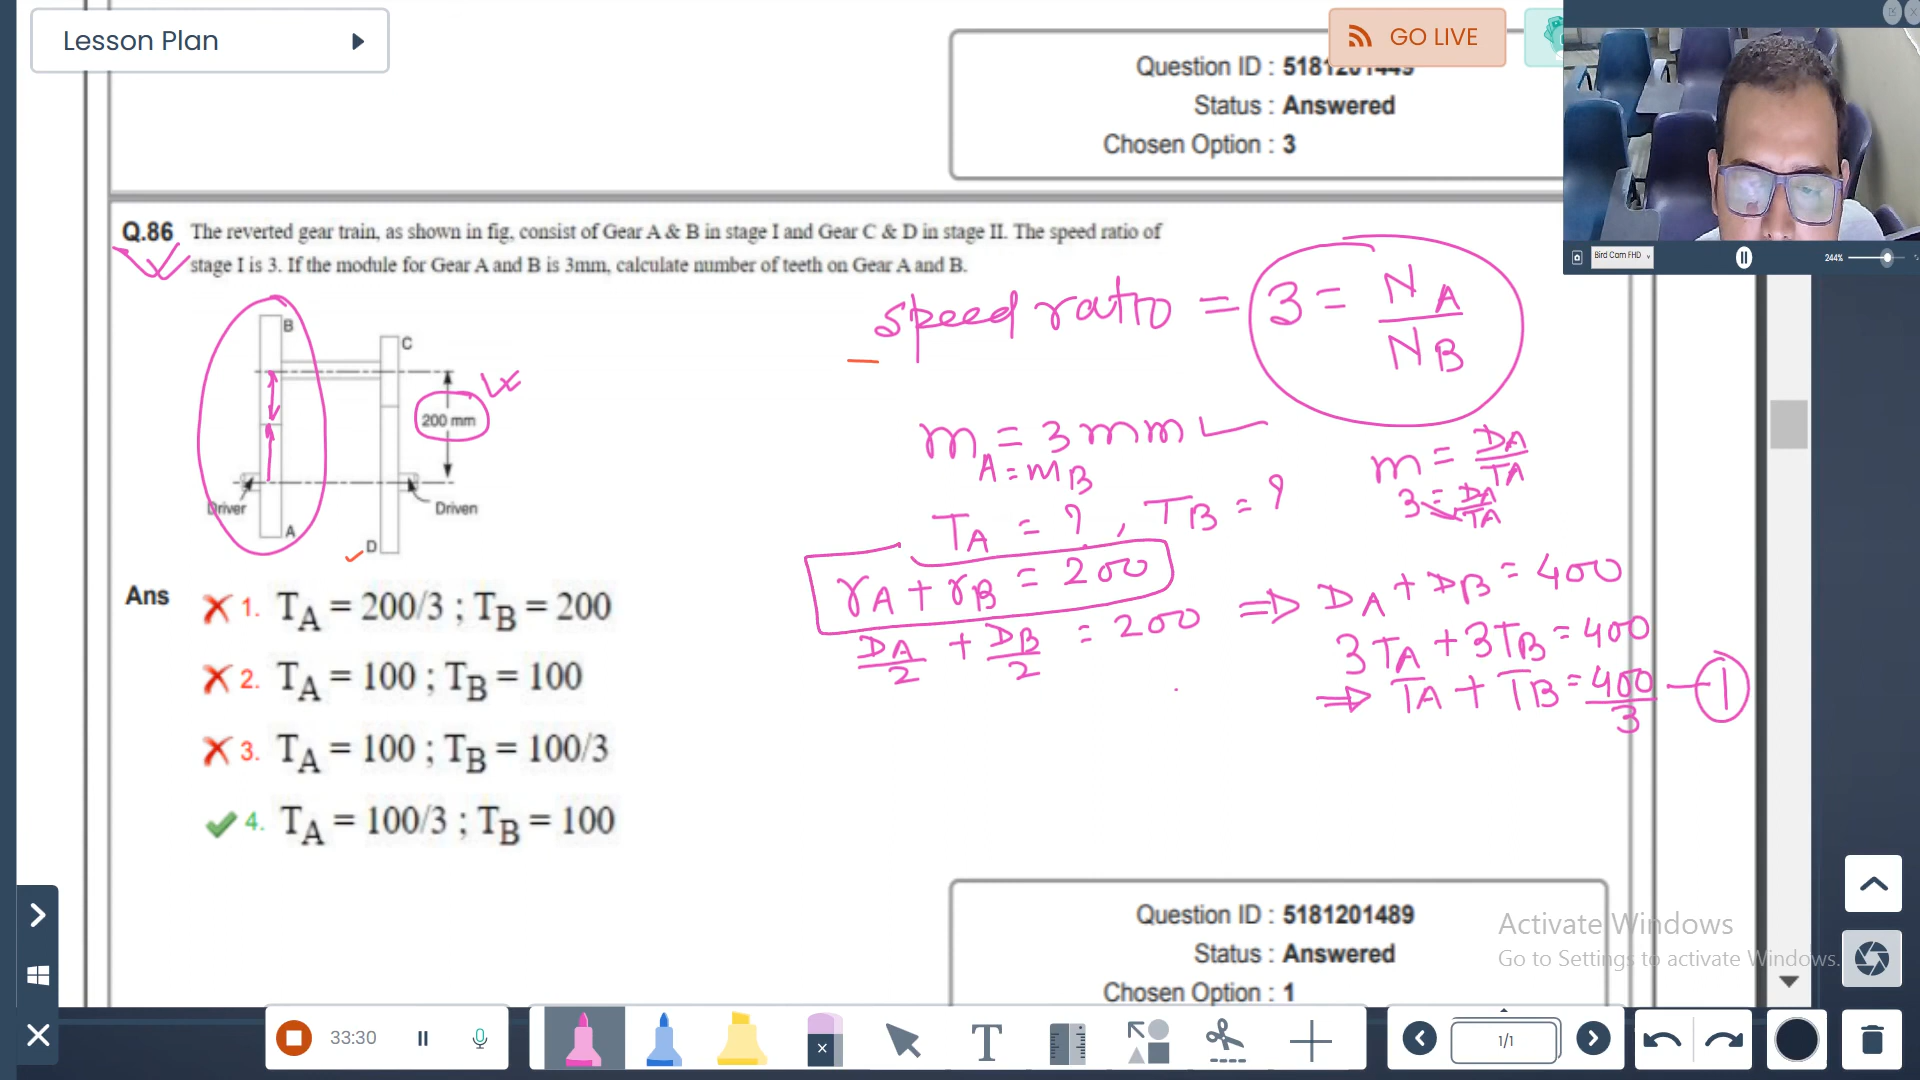 Lesson Plan
GO LIVE
Question ID : 5181201449
Status : Answered
Chosen Option : 3
Bird Cam FHD
244%
Q.86 The reverted gear train, as shown in fig, consist of Gear A & B in stage I and Gear C & D in stage II. The speed ratio of
stage I is 3. If the module for Gear A and B is 3mm, calculate number of teeth on Gear A and B.
B
C
200 mm
Driver
Driven
A
D
speed ratio = 3 = NA/NB
m = 3mm
A = mB
m = DA/TA
3 = DA/TA
TA = ?, TB = ?
rA + rB = 200
DA/2 + DB/2 = 200 ⇒ DA + DB = 400
3TA + 3TB = 400
⇒ TA + TB = 400/3 — 1
Ans
1. TA = 200/3 ; TB = 200
2. TA = 100 ; TB = 100
3. TA = 100 ; TB = 100/3
4. TA = 100/3 ; TB = 100
Question ID : 5181201489
Status : Answered
Chosen Option : 1
Activate Windows
Go to Settings to activate Windows.
33:30
T
1/1